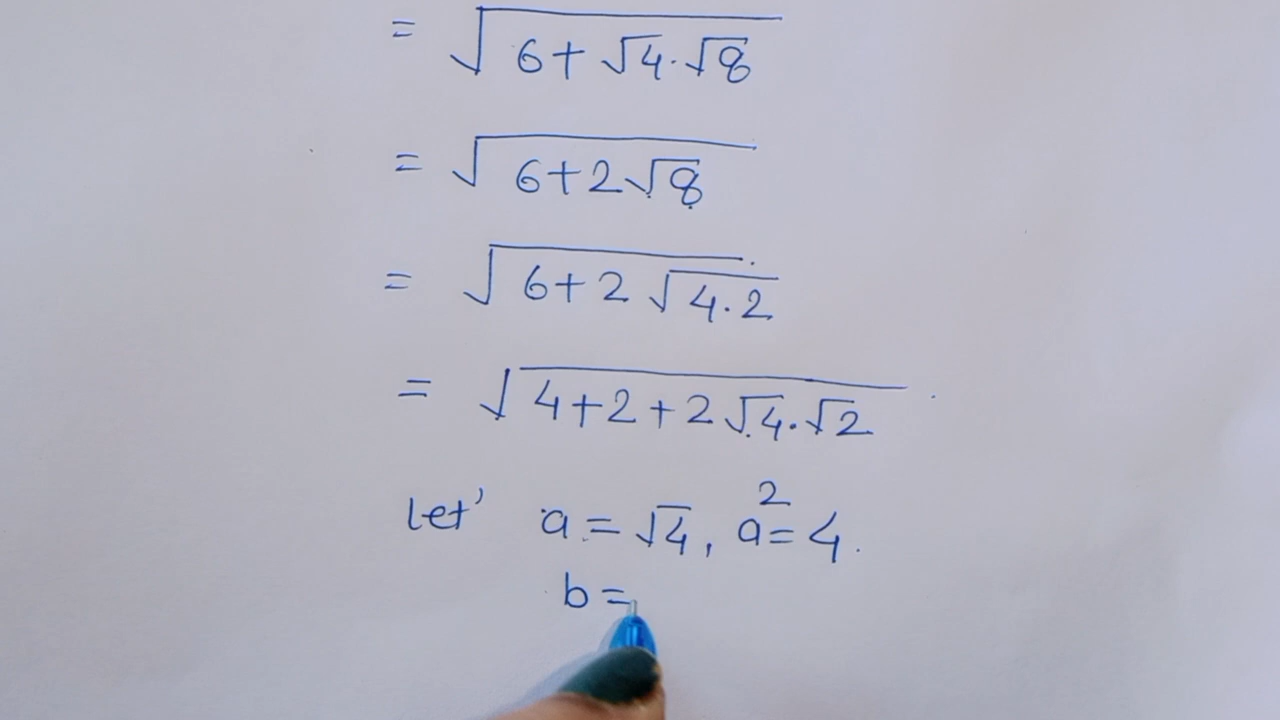 = √(6+√4·√8)
= √(6+2√8)
= √(6+2√(4·2))
= √(4+2+2√4·√2)
let' a=√4, a²=4.
b=